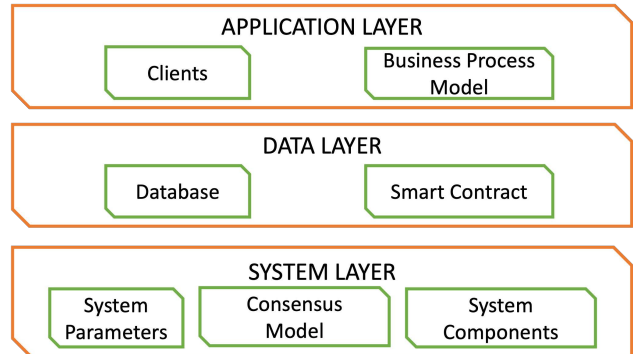 APPLICATION LAYER
Clients
Business Process
Model
DATA LAYER
Database
Smart Contract
SYSTEM LAYER
System
Parameters
Consensus
Model
System
Components